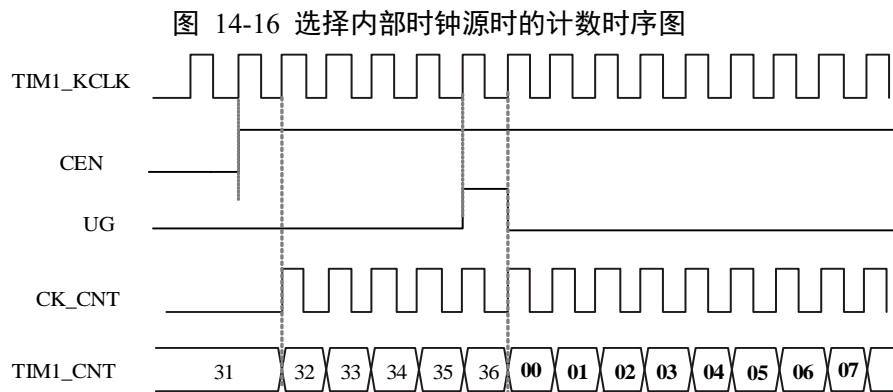 图 14-16 选择内部时钟源时的计数时序图
TIM1_KCLK
CEN
UG
CK_CNT
TIM1_CNT 31 32 33 34 35 36 00 01 02 03 04 05 06 07